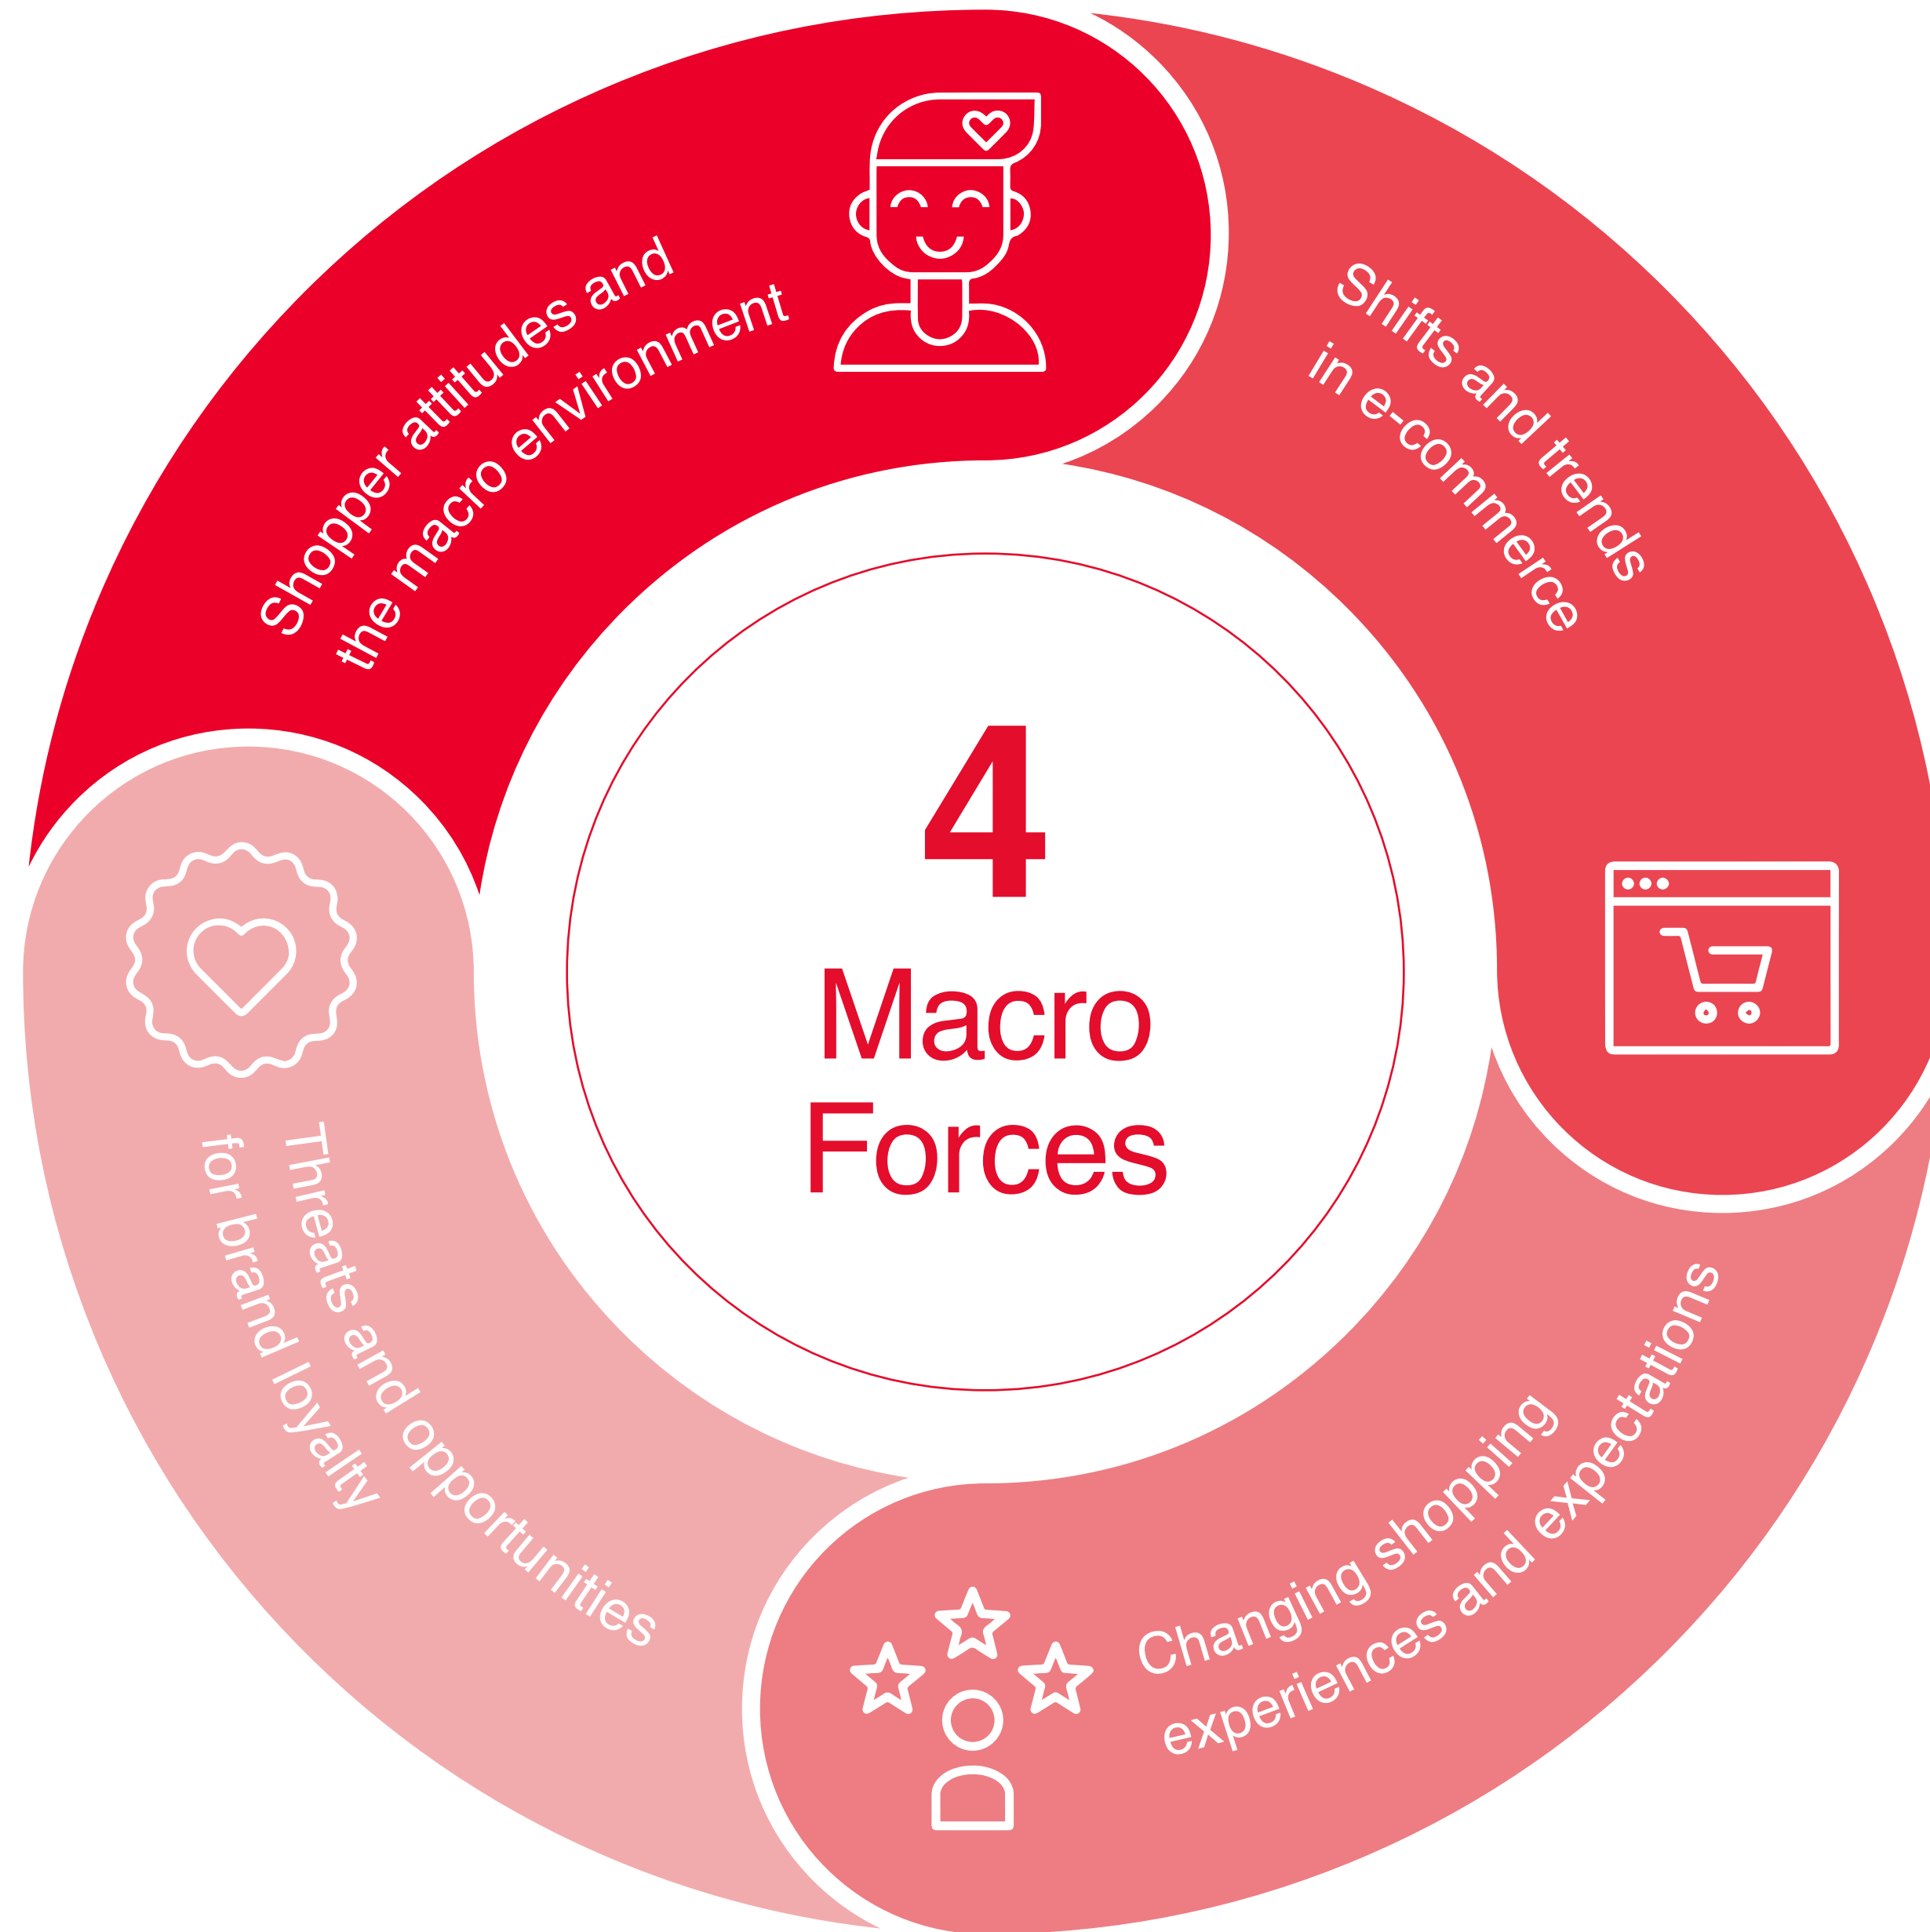 4
Macro
Forces
Shopper attitudes and
the macro environment
Shifts and trends
in e-commerce
Changing shopping
experiences and expectations
Threats and opportunities
for brand loyalty